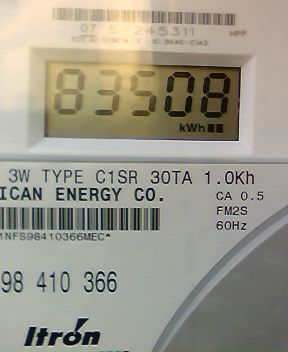 83508
kWh
3W TYPE C1SR 30TA 1.0Kh
ICAN ENERGY CO.
CA 0.5
FM2S
60Hz
1NFS98410366MEC*
98 410 366
Itron